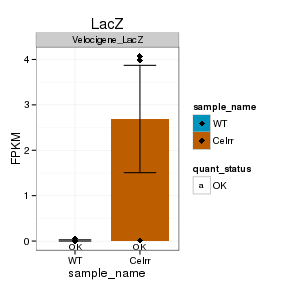 LacZ
Velocigene_LacZ
FPKM
4
3
2
1
0
OK OK
WT Celrr
sample_name
sample_name
WT
Celrr
quant_status
a OK